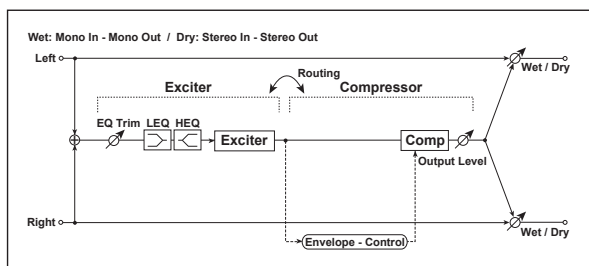 Wet: Mono In - Mono Out / Dry: Stereo In - Stereo Out
Left
Wet / Dry
Routing
Exciter
Compressor
EQ Trim
LEQ
HEQ
Exciter
Comp
Output Level
Right
Wet / Dry
Envelope - Control